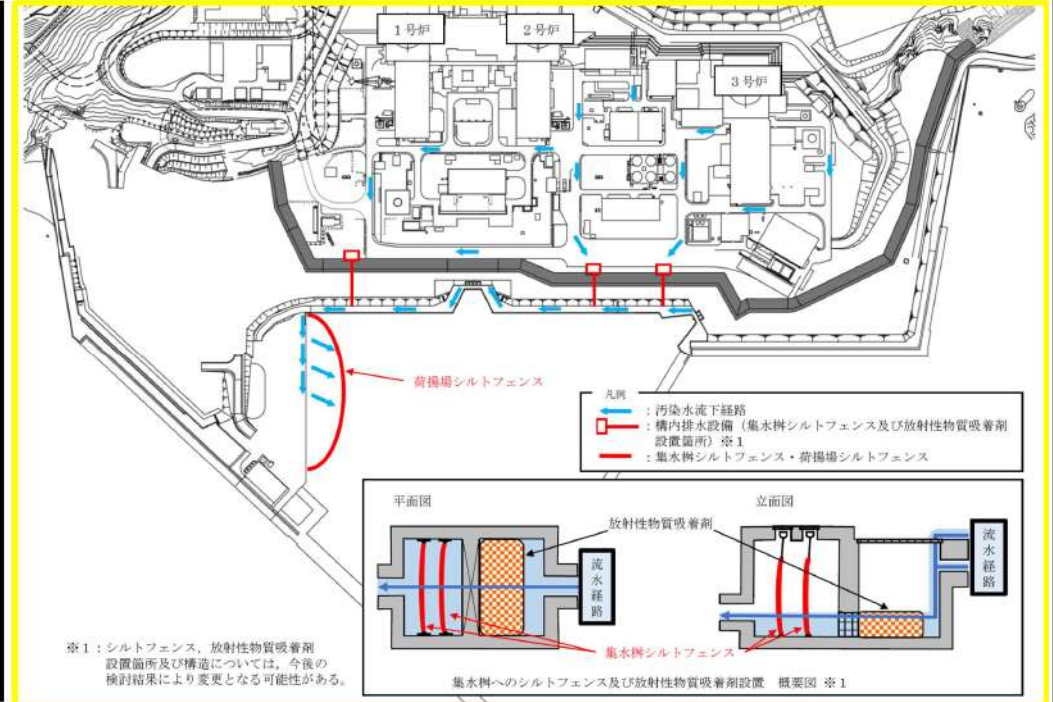 1号炉
2号炉
3号炉
荷揚場シルトフェンス
凡例
：汚染水流下経路
：構内排水設備（集水桝シルトフェンス及び放射性物質吸着剤
設置箇所）※1
：集水桝シルトフェンス・荷揚場シルトフェンス
平面図
立面図
放射性物質吸着剤
流水経路
流水経路
集水桝シルトフェンス
集水桝へのシルトフェンス及び放射性物質吸着剤設置　概要図 ※1
※1：シルトフェンス，放射性物質吸着剤
設置箇所及び構造については，今後の
検討結果により変更となる可能性がある。